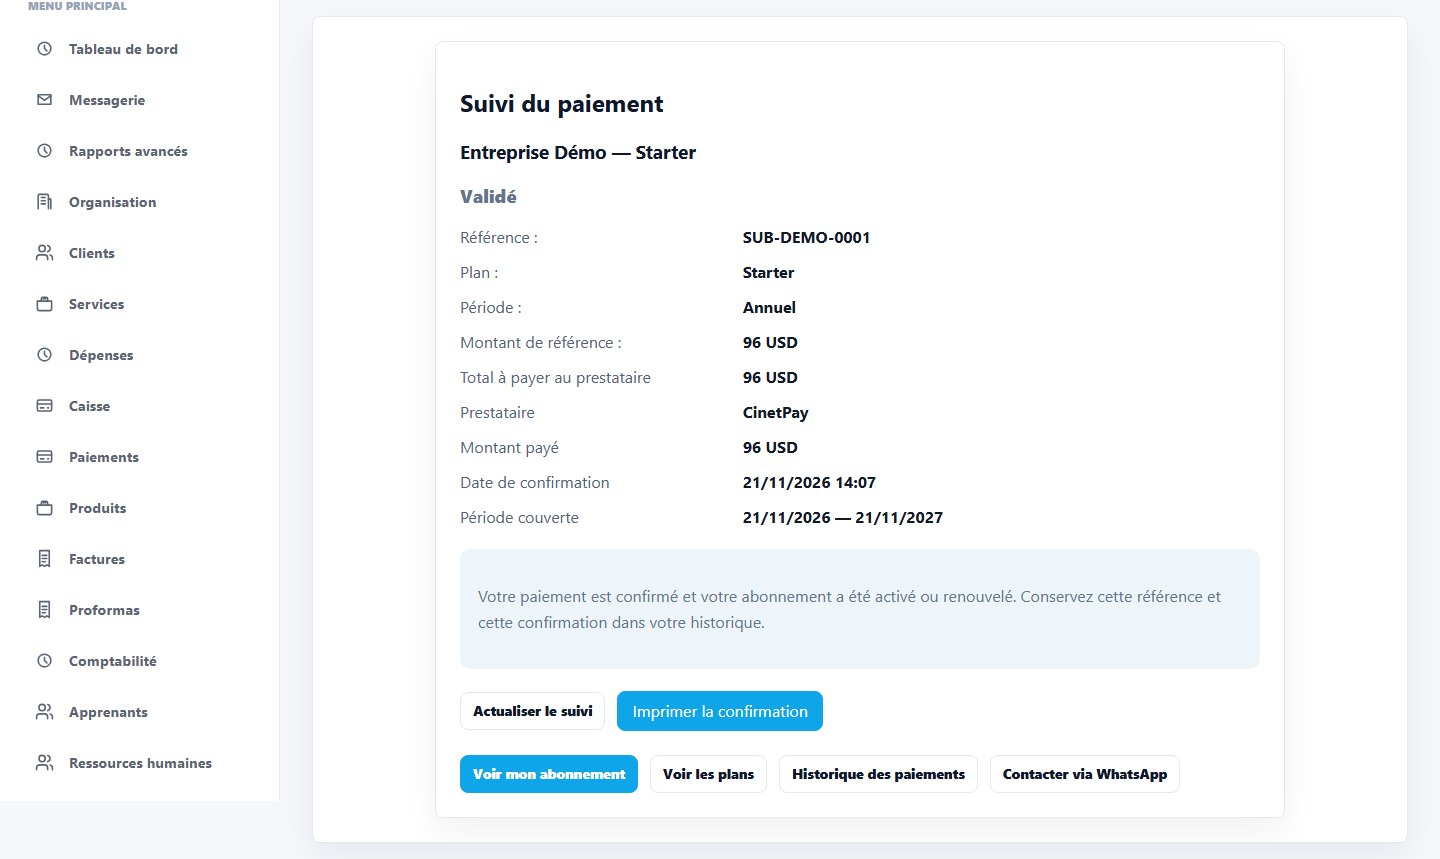 MENU PRINCIPAL
Tableau de bord
Messagerie
Rapports avancés
Organisation
Clients
Services
Dépenses
Caisse
Paiements
Produits
Factures
Proformas
Comptabilité
Apprenants
Ressources humaines
Suivi du paiement
Entreprise Démo — Starter
Validé
Référence : SUB-DEMO-0001
Plan : Starter
Période : Annuel
Montant de référence : 96 USD
Total à payer au prestataire 96 USD
Prestataire CinetPay
Montant payé 96 USD
Date de confirmation 21/11/2026 14:07
Période couverte 21/11/2026 — 21/11/2027
Votre paiement est confirmé et votre abonnement a été activé ou renouvelé. Conservez cette référence et
cette confirmation dans votre historique.
Actualiser le suivi Imprimer la confirmation
Voir mon abonnement Voir les plans Historique des paiements Contacter via WhatsApp